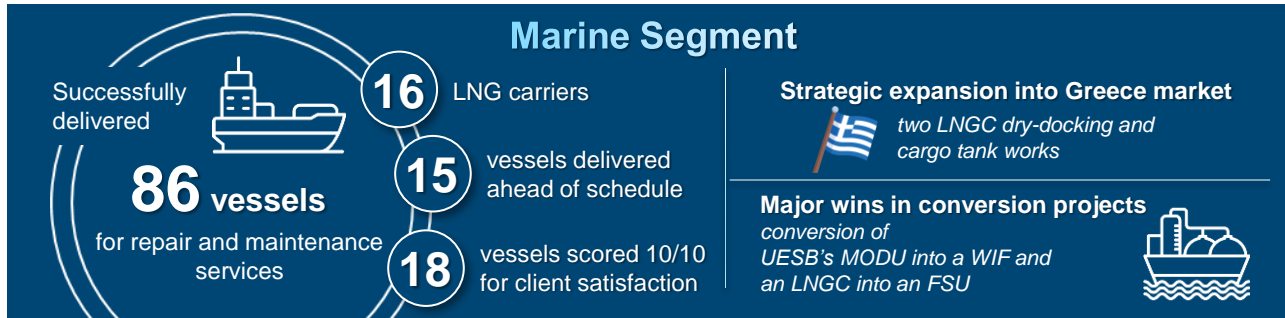 Marine Segment
Successfully
delivered
86 vessels
for repair and maintenance
services
16 LNG carriers
15 vessels delivered
ahead of schedule
18 vessels scored 10/10
for client satisfaction
Strategic expansion into Greece market
two LNGC dry-docking and
cargo tank works
Major wins in conversion projects
conversion of
UESB's MODU into a WIF and
an LNGC into an FSU